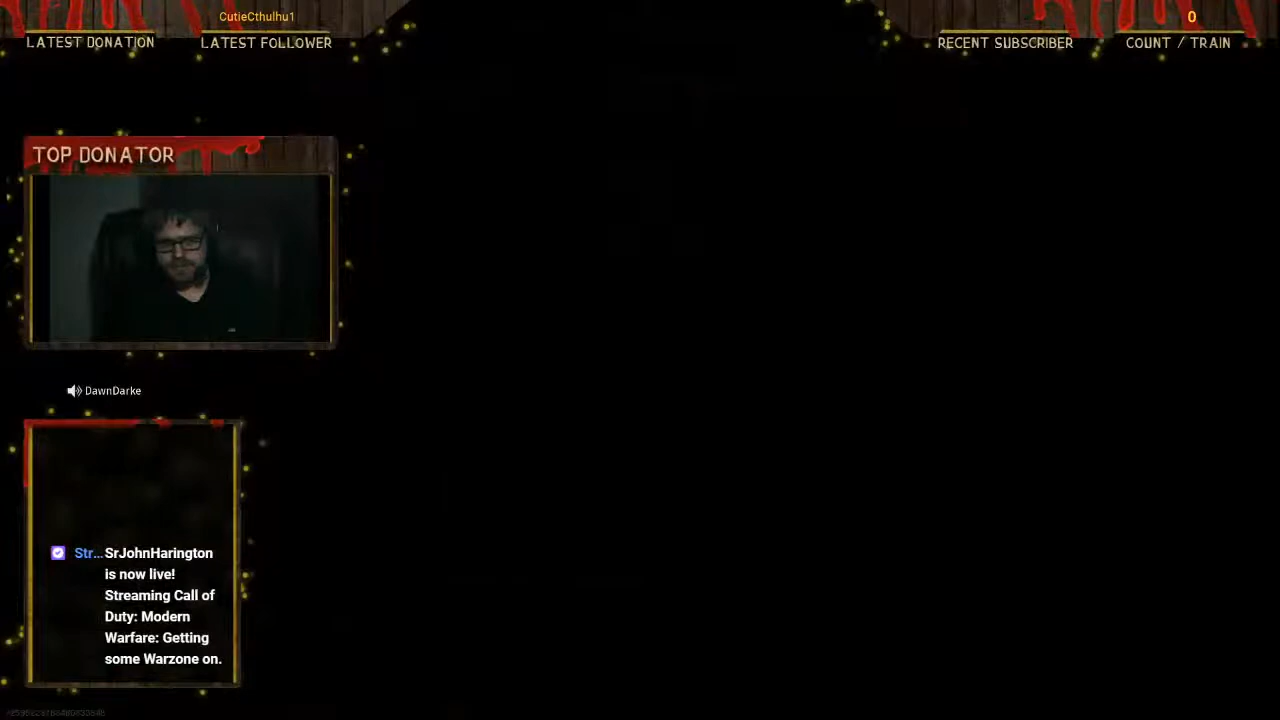 CutieCthulhu1
0
LATEST DONATION
LATEST FOLLOWER
RECENT SUBSCRIBER
COUNT / TRAIN
TOP DONATOR
DawnDarke
Str... SrJohnHarington
is now live!
Streaming Call of
Duty: Modern
Warfare: Getting
some Warzone on.